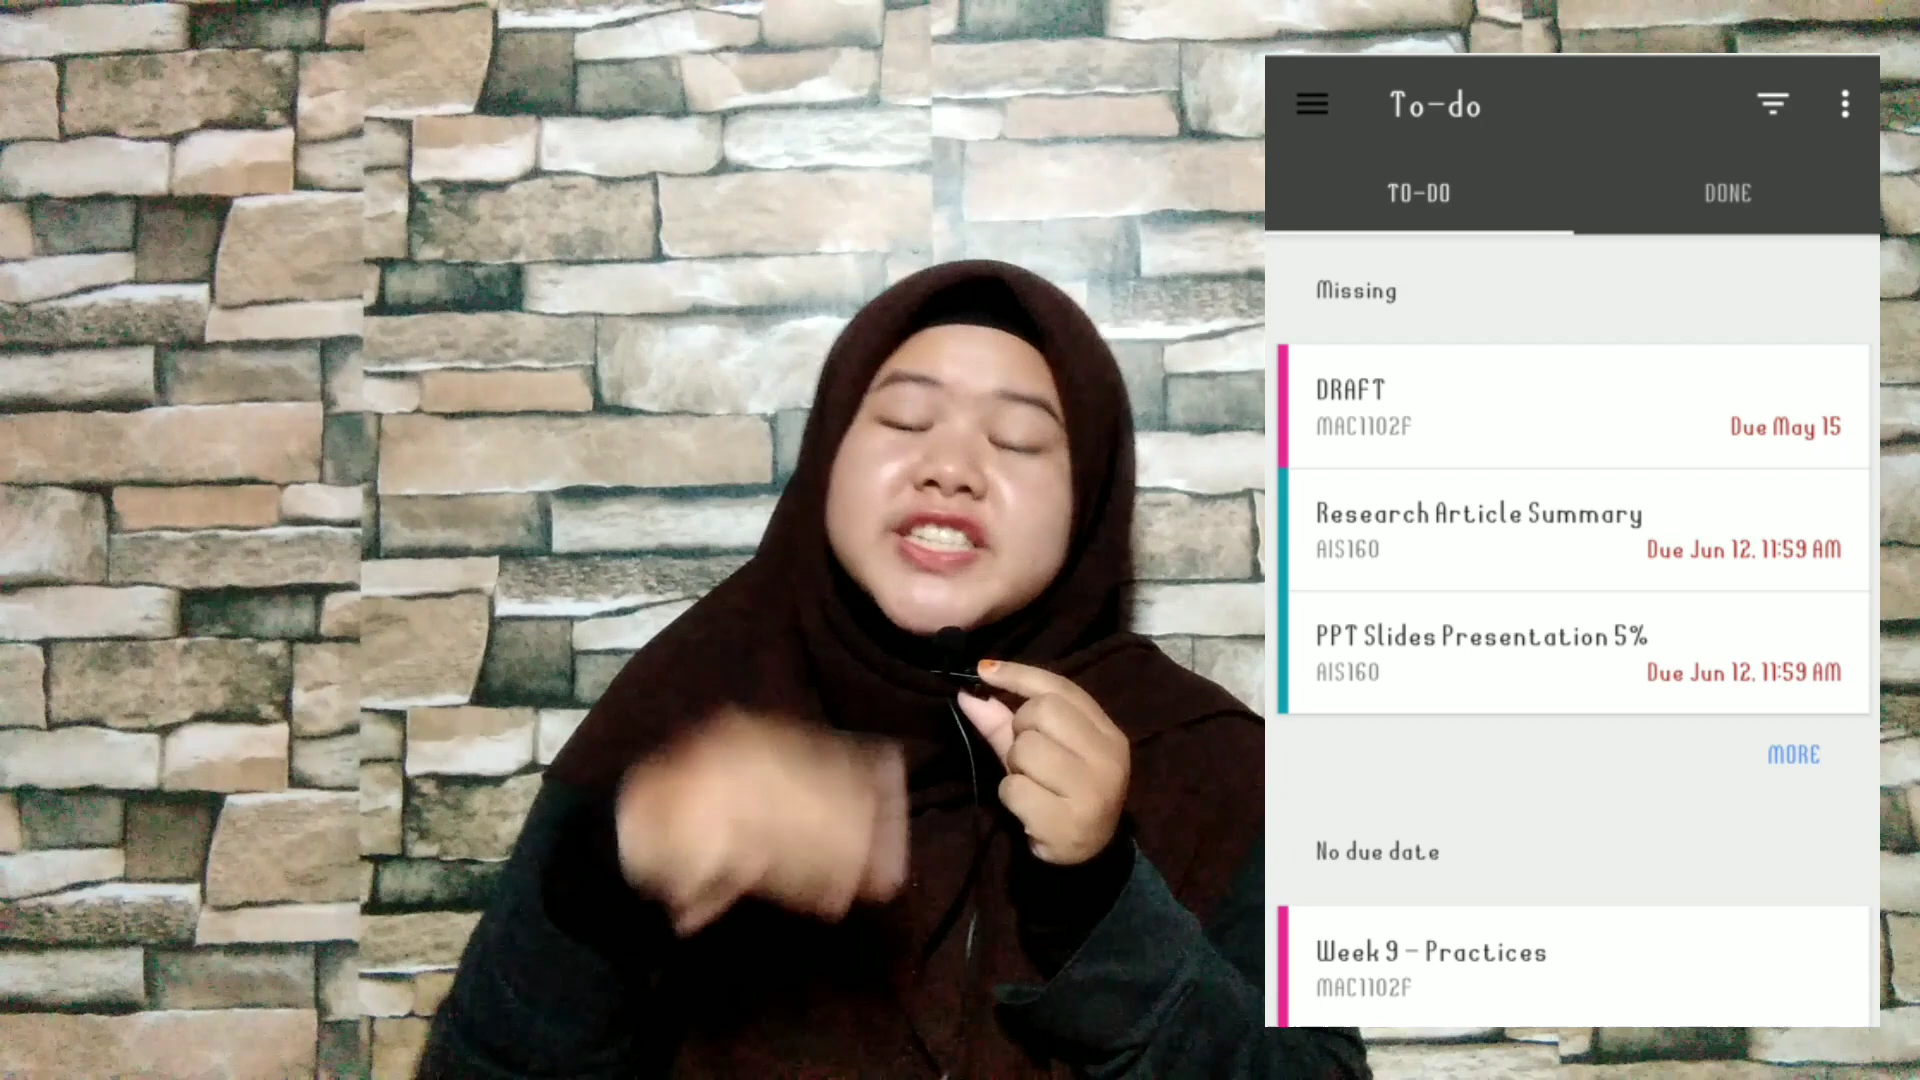 To-do
TO-DO DONE
Missing
DRAFT
MAC1102F Due May 15
Research Article Summary
AIS160 Due Jun 12, 11:59 AM
PPT Slides Presentation 5%
AIS160 Due Jun 12, 11:59 AM
MORE
No due date
Week 9 - Practices
MAC1102F